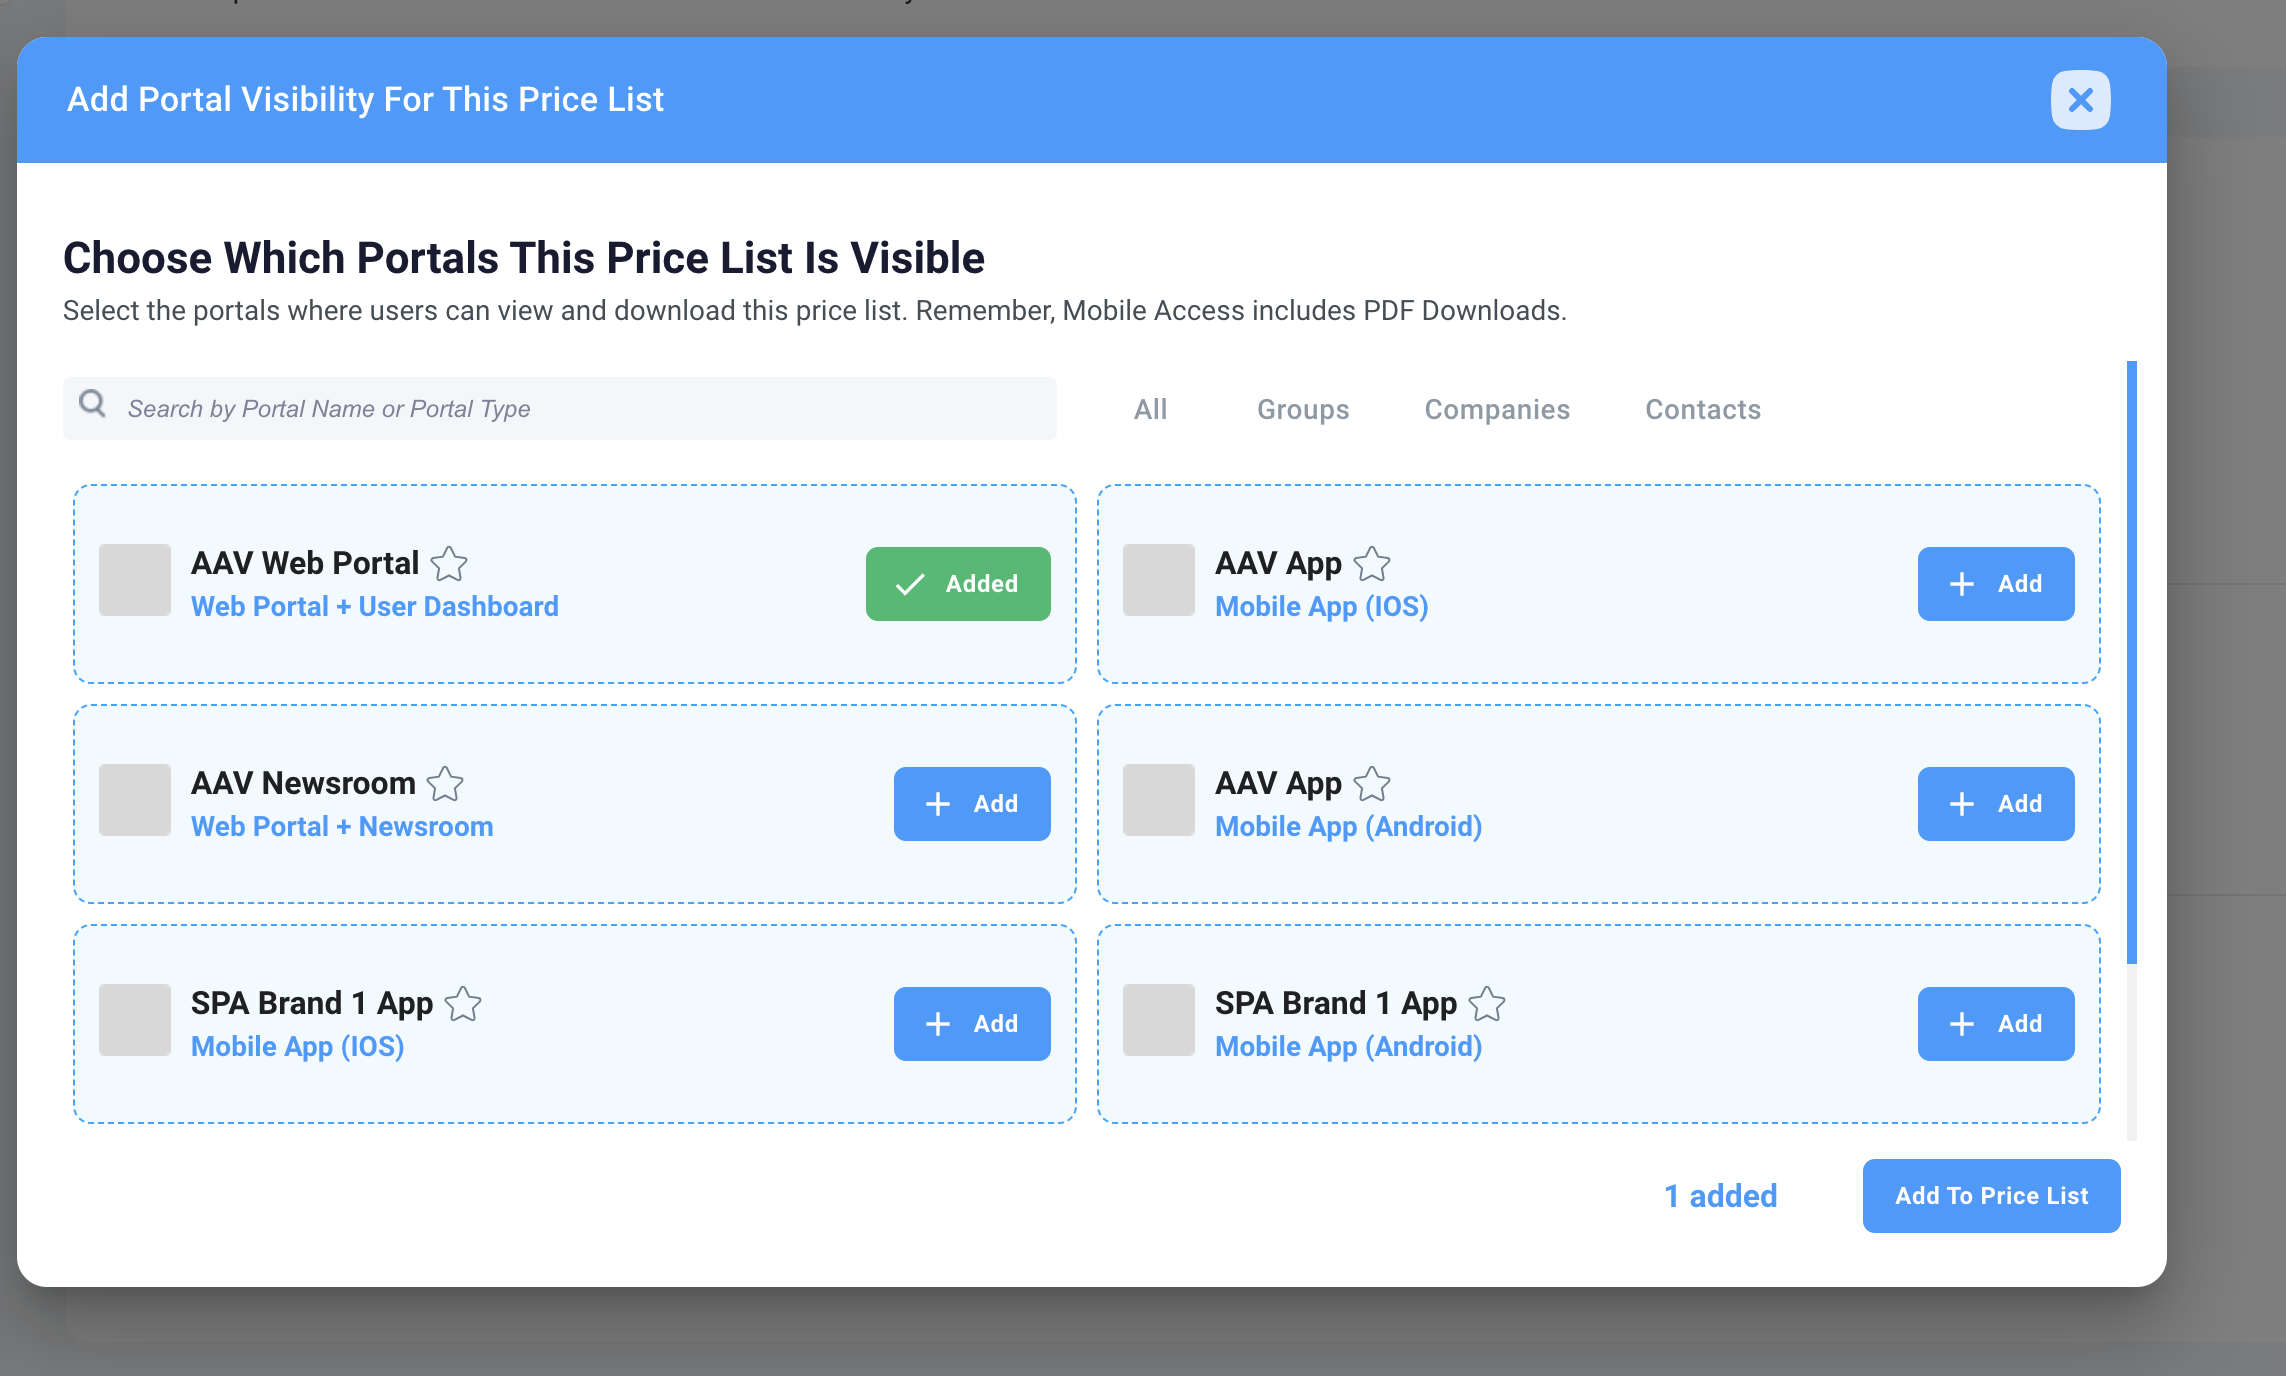 Add Portal Visibility For This Price List
Choose Which Portals This Price List Is Visible
Select the portals where users can view and download this price list. Remember, Mobile Access includes PDF Downloads.
Search by Portal Name or Portal Type
All Groups Companies Contacts
AAV Web Portal
Web Portal + User Dashboard
Added
AAV App
Mobile App (IOS)
Add
AAV Newsroom
Web Portal + Newsroom
Add
AAV App
Mobile App (Android)
Add
SPA Brand 1 App
Mobile App (IOS)
Add
SPA Brand 1 App
Mobile App (Android)
Add
1 added
Add To Price List